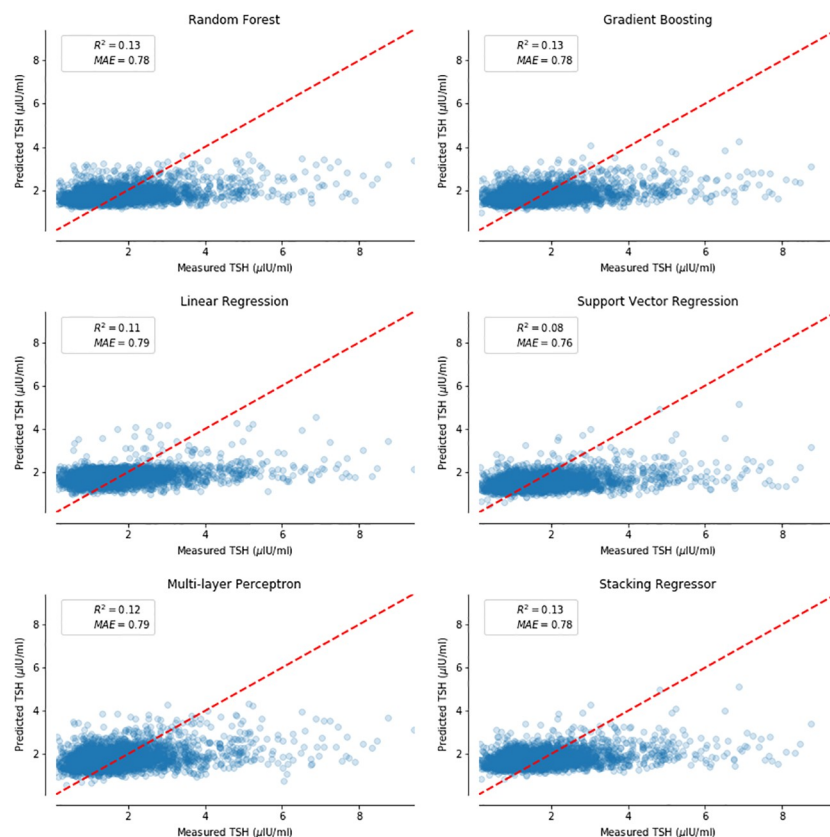 Random Forest
R² = 0.13
MAE = 0.78
Predicted TSH (μIU/ml)
8
6
4
2
2 4 6 8
Measured TSH (μIU/ml)
Gradient Boosting
R² = 0.13
MAE = 0.78
Predicted TSH (μIU/ml)
8
6
4
2
2 4 6 8
Measured TSH (μIU/ml)
Linear Regression
R² = 0.11
MAE = 0.79
Predicted TSH (μIU/ml)
8
6
4
2
2 4 6 8
Measured TSH (μIU/ml)
Support Vector Regression
R² = 0.08
MAE = 0.76
Predicted TSH (μIU/ml)
8
6
4
2
2 4 6 8
Measured TSH (μIU/ml)
Multi-layer Perceptron
R² = 0.12
MAE = 0.79
Predicted TSH (μIU/ml)
8
6
4
2
2 4 6 8
Measured TSH (μIU/ml)
Stacking Regressor
R² = 0.13
MAE = 0.78
Predicted TSH (μIU/ml)
8
6
4
2
2 4 6 8
Measured TSH (μIU/ml)